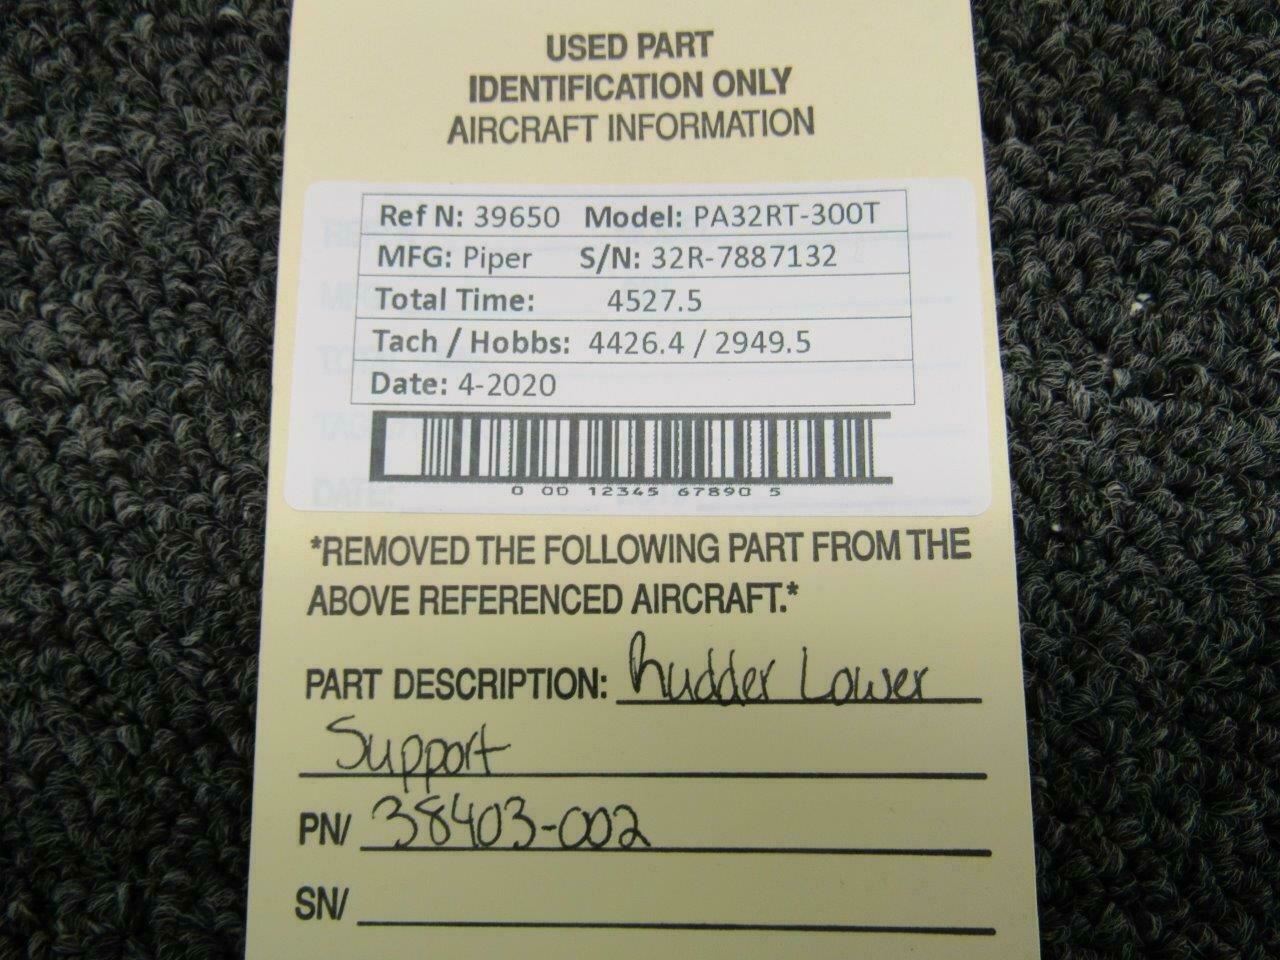 USED PART
IDENTIFICATION ONLY
AIRCRAFT INFORMATION
Ref N: 39650 Model: PA32RT-300T
MFG: Piper S/N: 32R-7887132
Total Time: 4527.5
Tach / Hobbs: 4426.4 / 2949.5
Date: 4-2020
0 00 12345 67890 5
*REMOVED THE FOLLOWING PART FROM THE
ABOVE REFERENCED AIRCRAFT.*
PART DESCRIPTION: Rudder Lower
Support
PN/ 38403-002
SN/